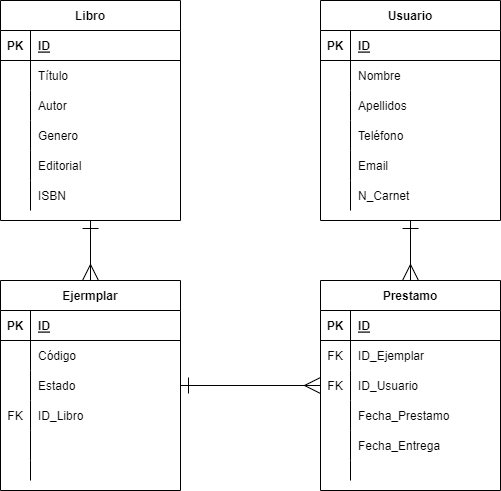 Libro
PK ID
Título
Autor
Genero
Editorial
ISBN
Usuario
PK ID
Nombre
Apellidos
Teléfono
Email
N_Carnet
Ejermplar
PK ID
Código
Estado
FK ID_Libro
Prestamo
PK ID
FK ID_Ejemplar
FK ID_Usuario
Fecha_Prestamo
Fecha_Entrega